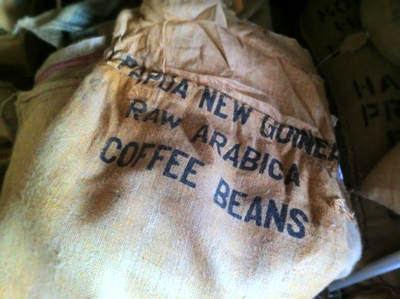 PAPUA NEW GUINEA
RAW ARABICA
COFFEE BEANS